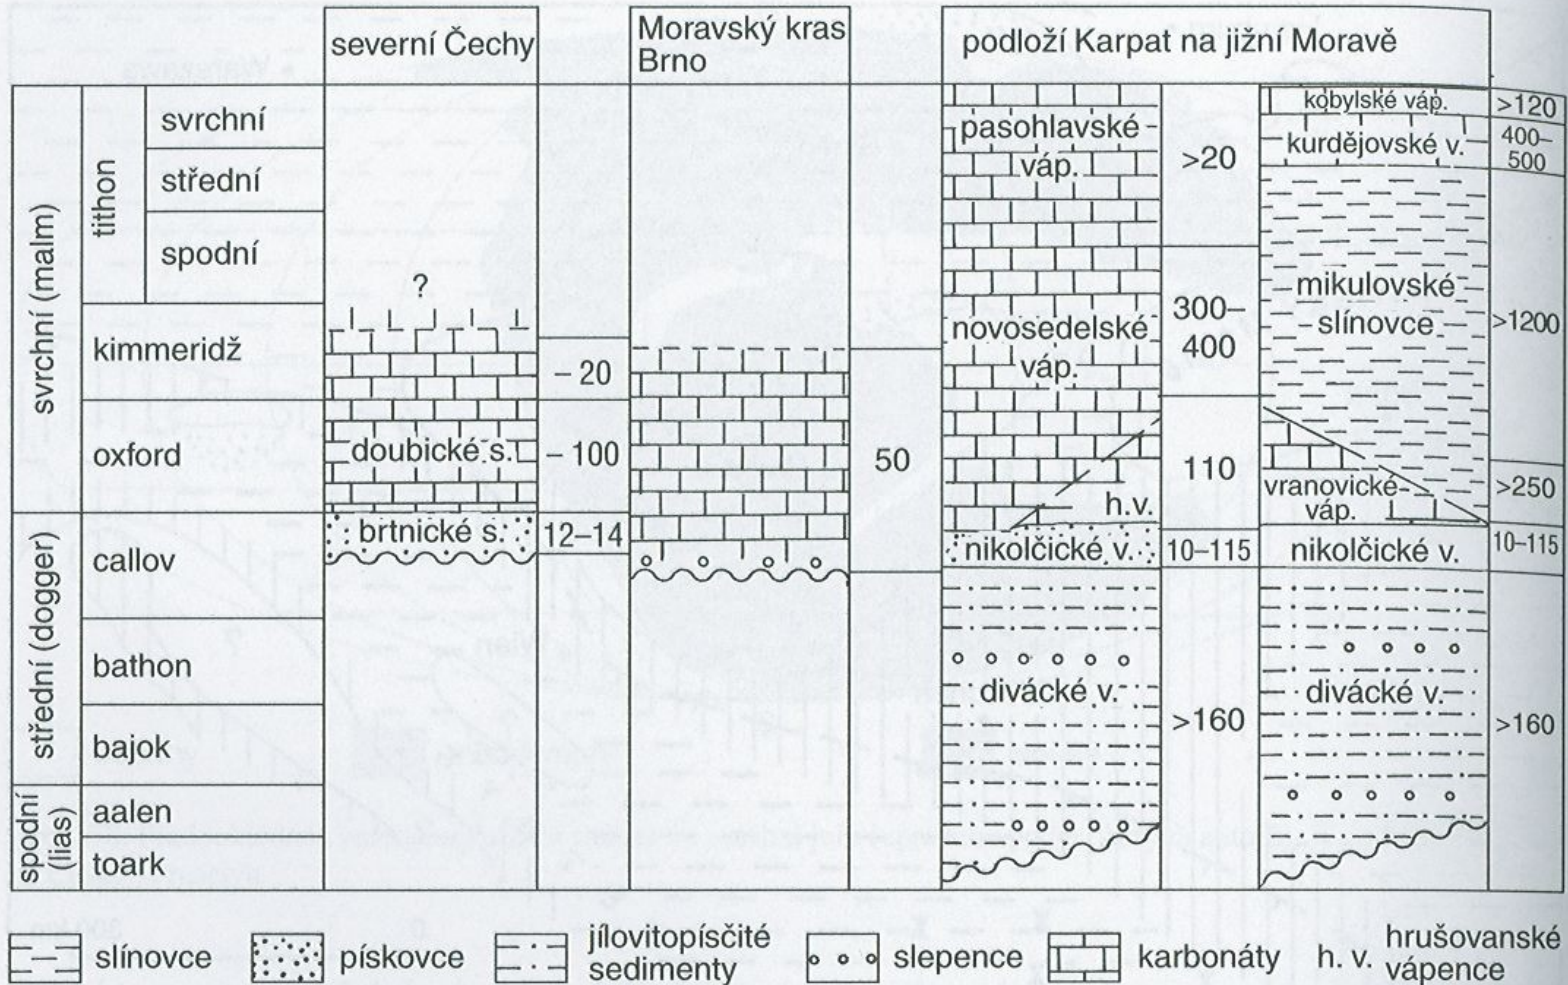 severní Čechy
Moravský kras
Brno
podloží Karpat na jižní Moravě
svrchní (malm)
tithon
svrchní
střední
spodní
kimmeridž
oxford
střední (dogger)
callov
bathon
bajok
spodní
(lias)
aalen
toark
?
doubické s.
brtnické s.
– 20
– 100
12–14
50
pasohlavské
váp.
novosedelské
váp.
h.v.
nikolčické v.
divácké v.
>20
300–
400
110
10–115
>160
kobylské váp.
kurdějovské v.
mikulovské
slínovce
vranovické
váp.
nikolčické v.
divácké v.
>120
400–
500
>1200
>250
10–115
>160
slínovce
pískovce
jílovitopísčité
sedimenty
slepence
karbonáty
h. v.
hrušovanské
vápence